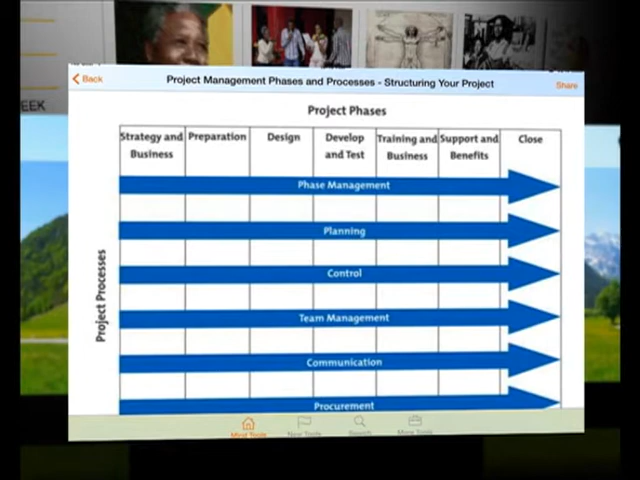 EEK
Back
Project Management Phases and Processes - Structuring Your Project
Share
Project Phases
Strategy and Business
Preparation
Design
Develop and Test
Training and Business
Support and Benefits
Close
Project Processes
Phase Management
Planning
Control
Team Management
Communication
Procurement
Mind Tools
New Tools
Search
More Tools